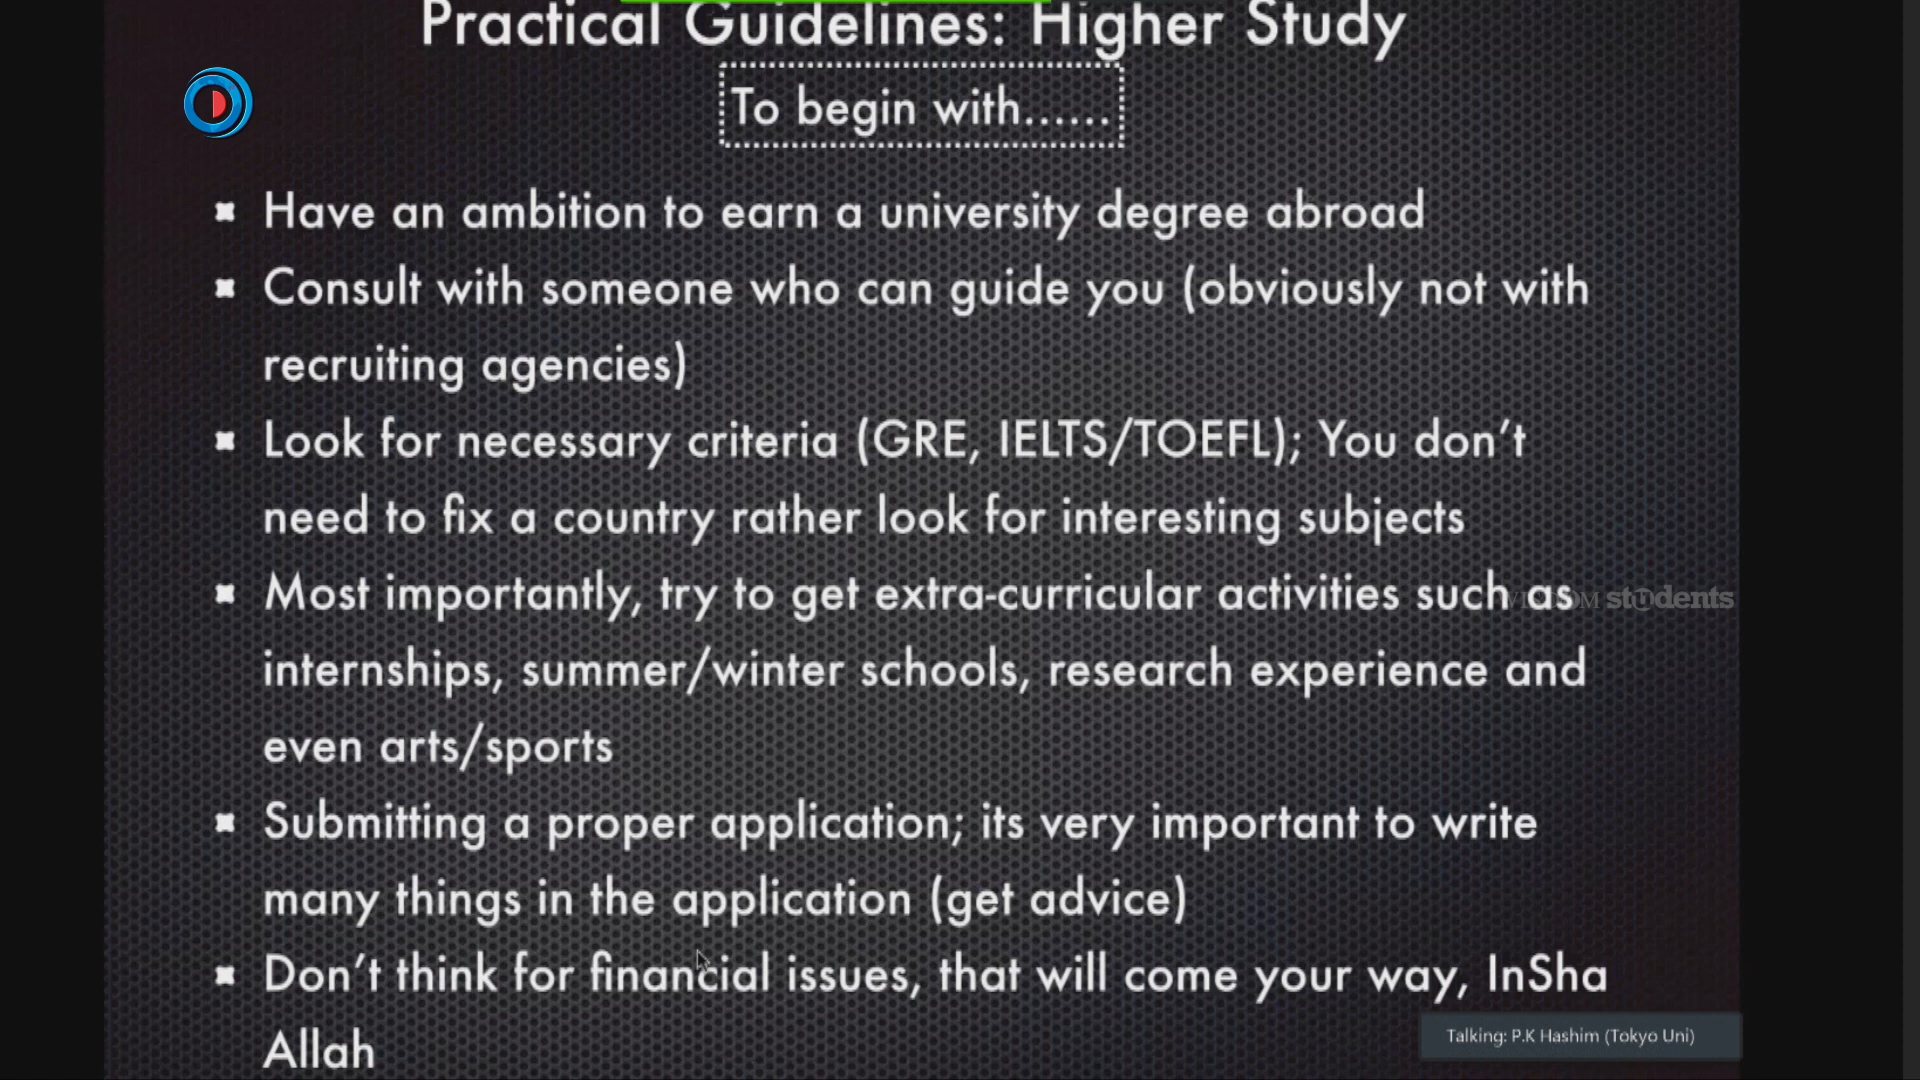 Practical Guidelines: Higher Study
To begin with......
Have an ambition to earn a university degree abroad
Consult with someone who can guide you (obviously not with
recruiting agencies)
Look for necessary criteria (GRE, IELTS/TOEFL); You don't
need to fix a country rather look for interesting subjects
Most importantly, try to get extra-curricular activities such as
WISDOM students
internships, summer/winter schools, research experience and
even arts/sports
Submitting a proper application; its very important to write
many things in the application (get advice)
Don't think for financial issues, that will come your way, InSha
Allah
Talking: P.K Hashim (Tokyo Uni)